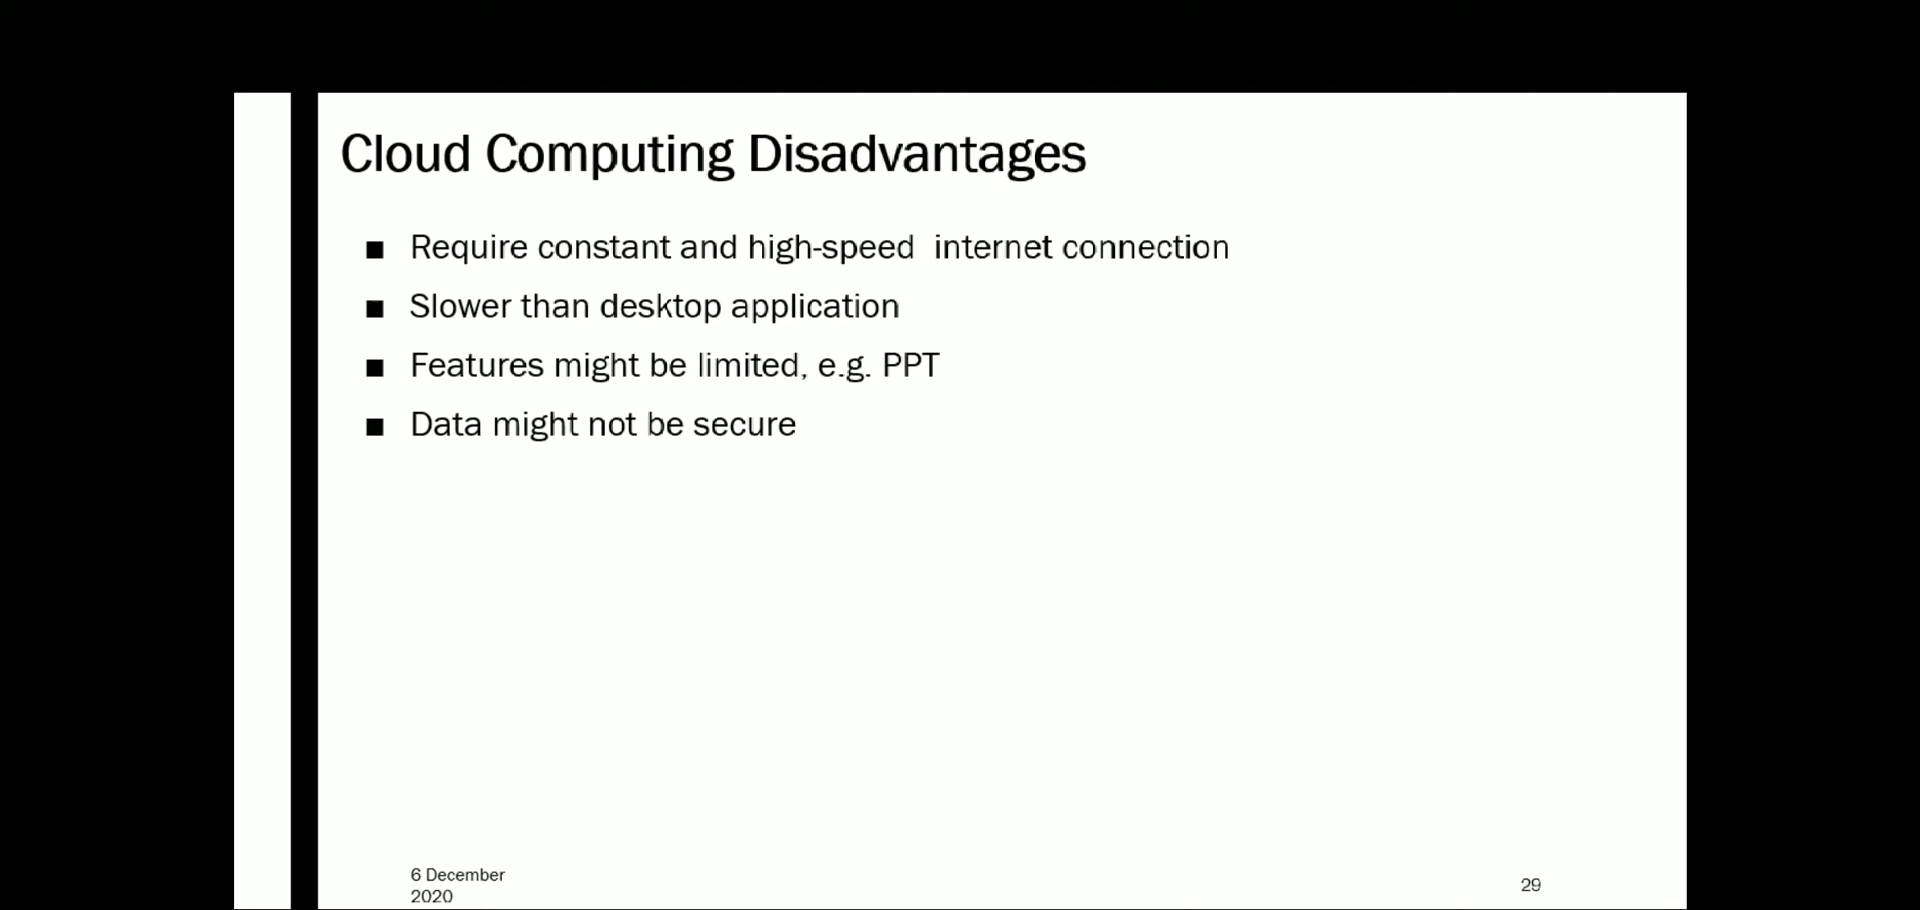 Cloud Computing Disadvantages
■ Require constant and high-speed  internet connection
■ Slower than desktop application
■ Features might be limited, e.g. PPT
■ Data might not be secure
6 December
2020
29